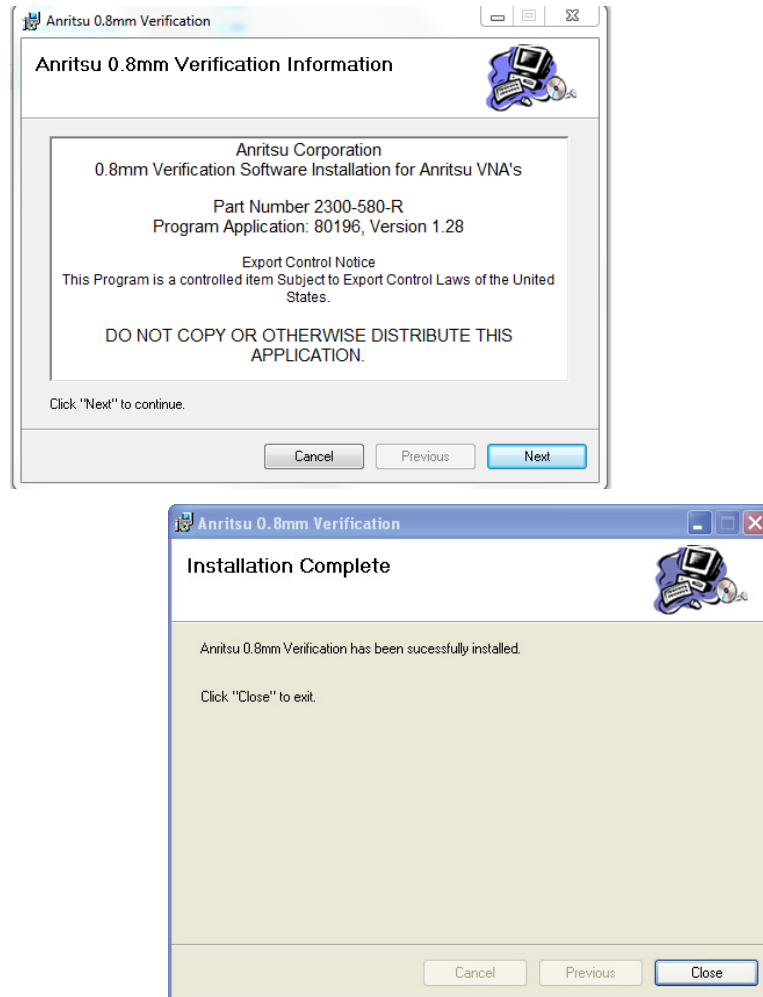 Anritsu 0.8mm Verification
Anritsu 0.8mm Verification Information
Anritsu Corporation
0.8mm Verification Software Installation for Anritsu VNA's
Part Number 2300-580-R
Program Application: 80196, Version 1.28
Export Control Notice
This Program is a controlled item Subject to Export Control Laws of the United
States.
DO NOT COPY OR OTHERWISE DISTRIBUTE THIS
APPLICATION.
Click "Next" to continue.
Cancel Previous Next
Anritsu 0.8mm Verification
Installation Complete
Anritsu 0.8mm Verification has been sucessfully installed.
Click "Close" to exit.
Cancel Previous Close